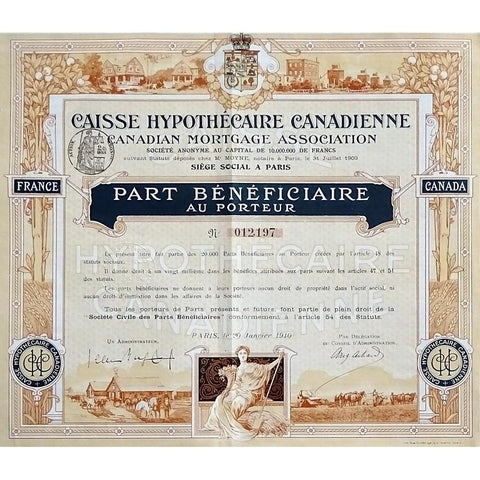 CAISSE HYPOTHÉCAIRE CANADIENNE
CANADIAN MORTGAGE ASSOCIATION
SOCIÉTÉ ANONYME AU CAPITAL DE 10.000.000 DE FRANCS
suivant Statuts déposés chez Mᵉ MOYNE, notaire à Paris, le 31 Juillet 1909
SIÈGE SOCIAL A PARIS
FRANCE
CANADA
PART BÉNÉFICIAIRE
AU PORTEUR
Nº 012197
Le présent titre fait partie des 20.000 Parts Bénéficiaires au Porteur créées par l'article 48 des
statuts sociaux.
Il donne droit à un vingt millième dans les bénéfices attribués aux parts suivant les articles 47 et 51
des statuts.
Les parts bénéficiaires ne donnent à leurs porteurs aucun droit de propriété dans l'actif social, ni
aucun droit d'immixtion dans les affaires de la Société.
Tous les porteurs de Parts présents et futurs, font partie de plein droit de la
"Société Civile des Parts Bénéficiaires" conformément à l'article 54 des Statuts.
HYPOTHÉCAIRE
CANADIENNE
PARIS, le 20 Janvier 1910
UN ADMINISTRATEUR,
PAR DÉLÉGATION
DU CONSEIL D'ADMINISTRATION,
CAISSE HYPOTHÉCAIRE CANADIENNE
CAISSE HYPOTHÉCAIRE CANADIENNE